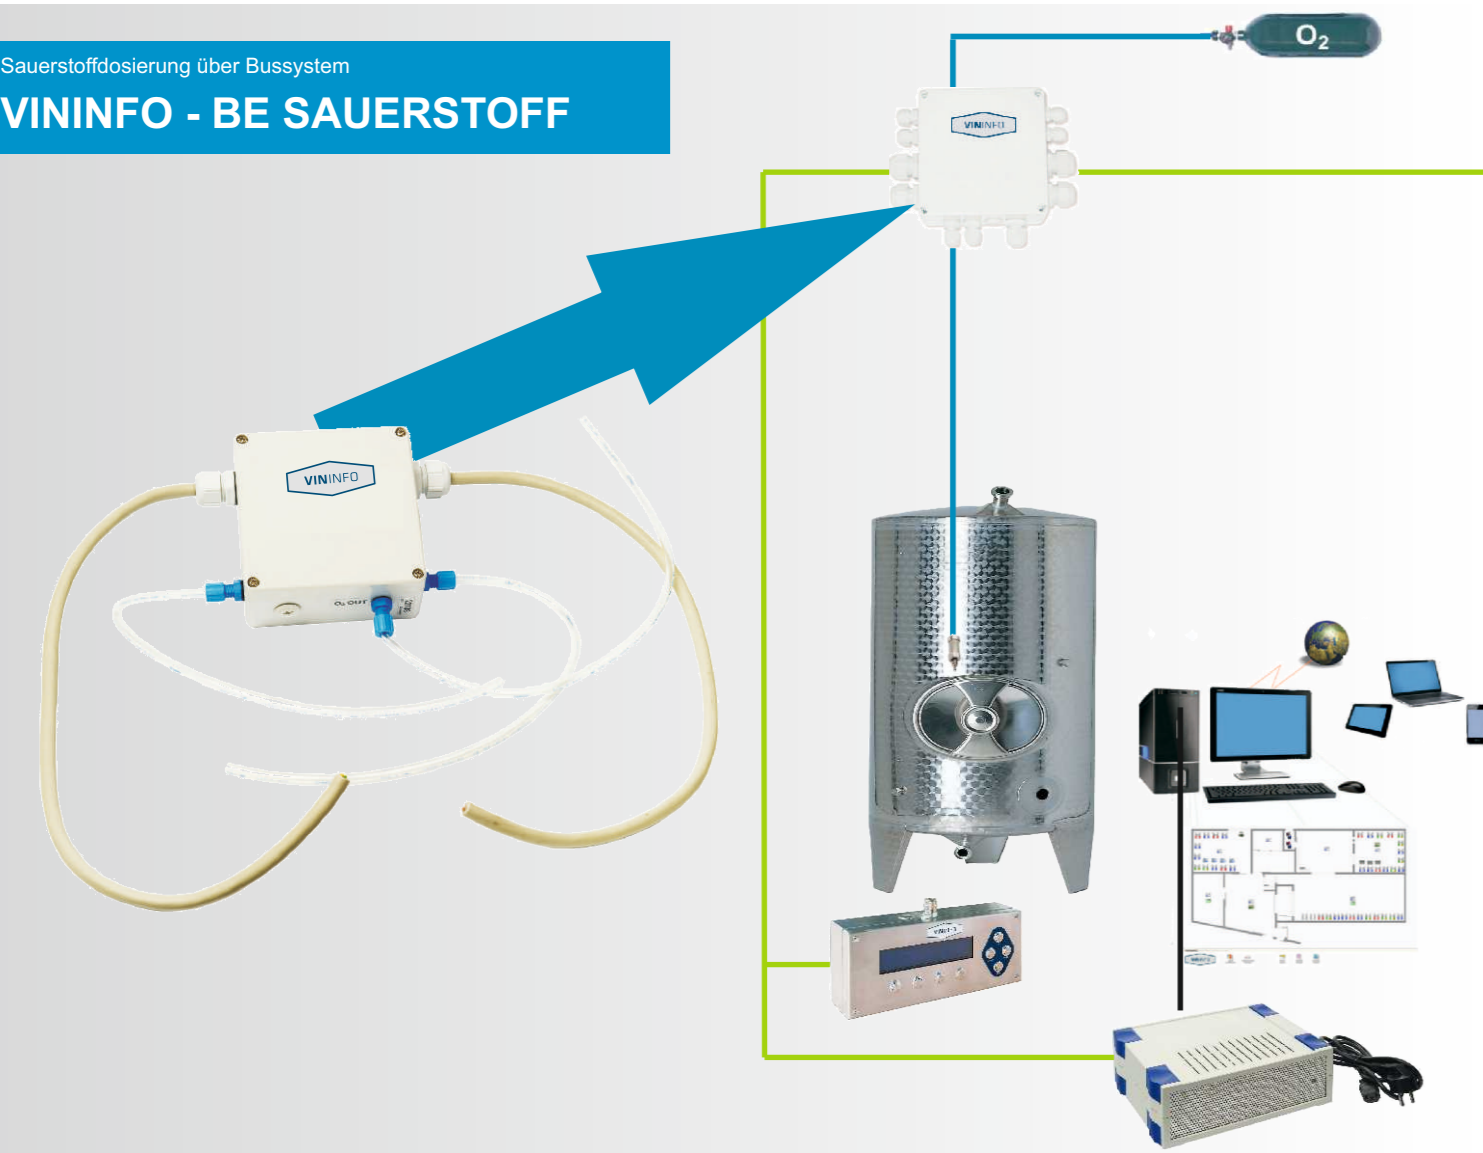 Sauerstoffdosierung über Bussystem
VININFO - BE SAUERSTOFF
O₂
VININFO
VININFO
O₂ OUT